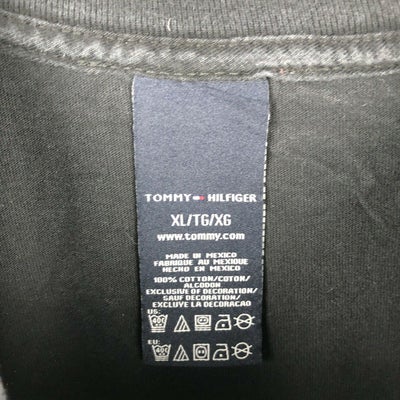 TOMMY HILFIGER
XL/TG/XG
www.tommy.com
MADE IN MEXICO
FABRIQUE AU MEXIQUE
HECHO EN MEXICO
100% COTTON/COTON/
ALGODON
EXCLUSIVE OF DECORATION/
SAUF DECORATION/
EXCLUYE LA DECORACAO
US:
EU: